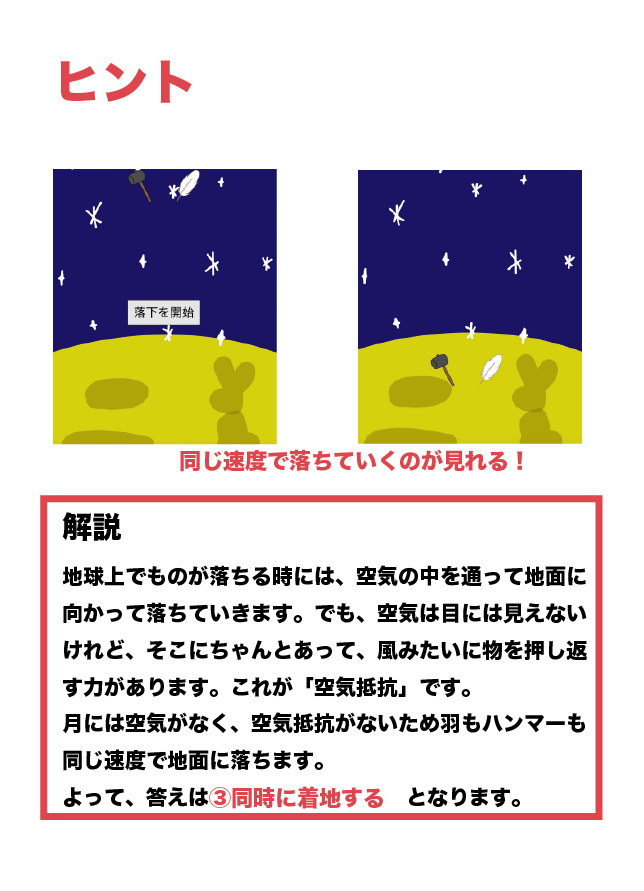 ヒント
落下を開始
同じ速度で落ちていくのが見れる！
解説
地球上でものが落ちる時には、空気の中を通って地面に
向かって落ちていきます。でも、空気は目には見えない
けれど、そこにちゃんとあって、風みたいに物を押し返
す力があります。これが「空気抵抗」です。
月には空気がなく、空気抵抗がないため羽もハンマーも
同じ速度で地面に落ちます。
よって、答えは③同時に着地する　となります。